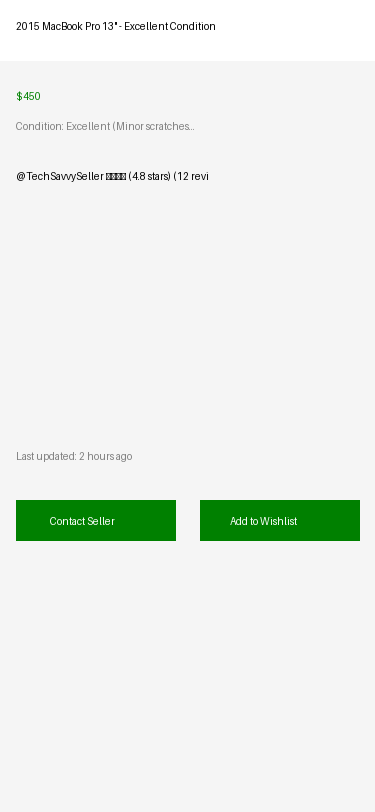 2015 MacBook Pro 13" - Excellent Condition
$450
Condition: Excellent (Minor scratches...
@TechSavvySeller (4.8 stars) (12 revi
Last updated: 2 hours ago
Contact Seller
Add to Wishlist